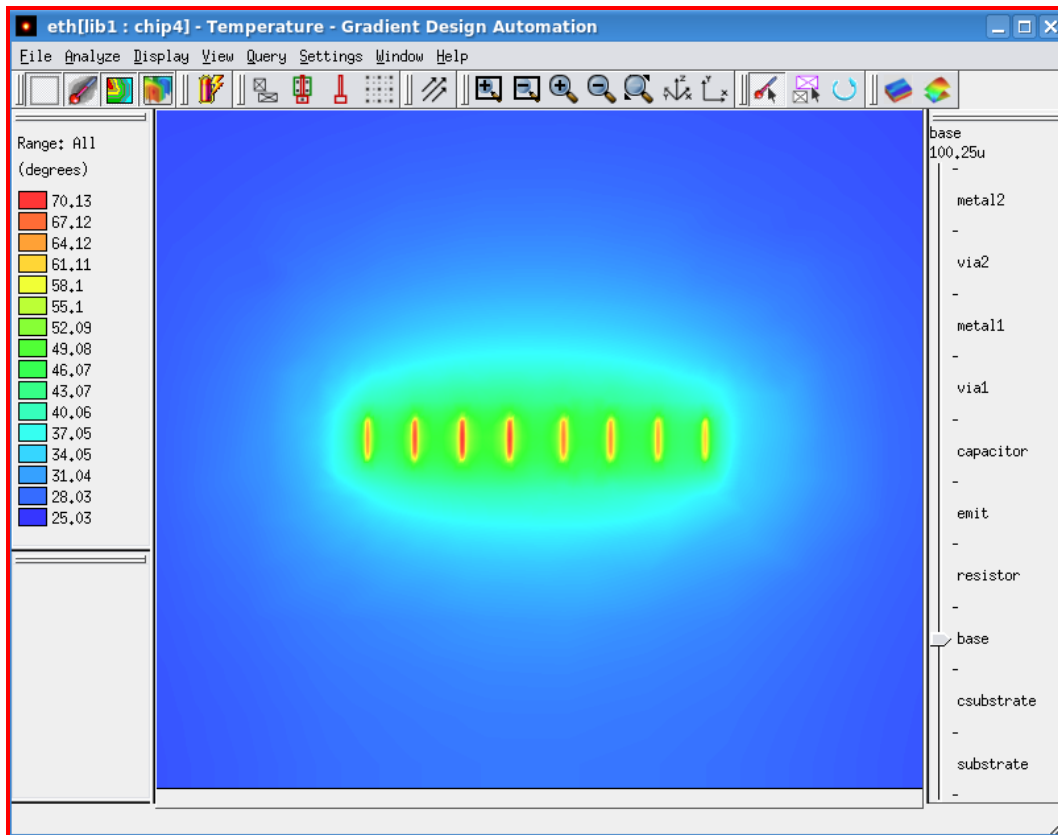 eth[lib1 : chip4] - Temperature - Gradient Design Automation
File Analyze Display View Query Settings Window Help
Range: All
(degrees)
70.13
67.12
64.12
61.11
58.1
55.1
52.09
49.08
46.07
43.07
40.06
37.05
34.05
31.04
28.03
25.03
base
100.25u
-
metal2
-
via2
-
metal1
-
via1
-
capacitor
-
emit
-
resistor
-
base
-
csubstrate
-
substrate
-